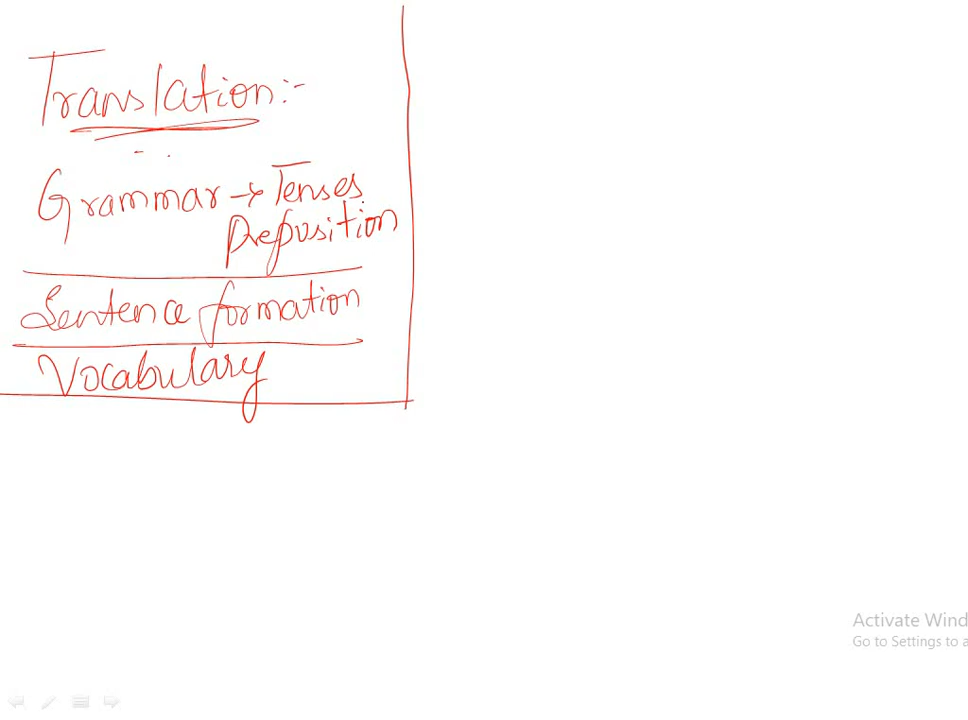 Translation:-
Grammar → Tenses
Preposition
Sentence formation
Vocabulary
Activate Wind
Go to Settings to a